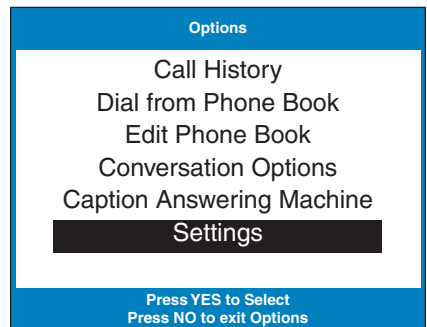 Options
Call History
Dial from Phone Book
Edit Phone Book
Conversation Options
Caption Answering Machine
Settings
Press YES to Select
Press NO to exit Options